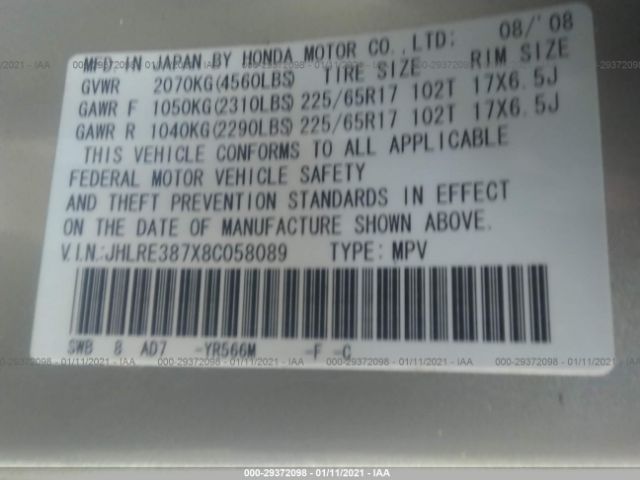 MFD. IN JAPAN BY HONDA MOTOR CO., LTD: 08/'08
GVWR 2070KG(4560LBS) TIRE SIZE RIM SIZE
GAWR F 1050KG(2310LBS) 225/65R17 102T 17X6.5J
GAWR R 1040KG(2290LBS) 225/65R17 102T 17X6.5J
THIS VEHICLE CONFORMS TO ALL APPLICABLE
FEDERAL MOTOR VEHICLE SAFETY
AND THEFT PREVENTION STANDARDS IN EFFECT
ON THE DATE OF MANUFACTURE SHOWN ABOVE.
V.I.N.:JHLRE387X8C058089 TYPE: MPV
SWB 8 AD7 -YR566M -F -C
000-29372098 - 01/11/2021 - IAA